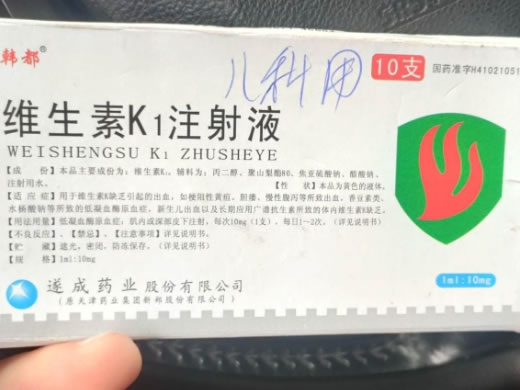 韩都®
儿科用
10支
国药准字H41021051
维生素K1注射液
WEISHENGSU K1 ZHUSHEYE
【成 份】本品主要成份为:维生素K1。辅料为:丙二醇、聚山梨酯80、焦亚硫酸钠、醋酸钠、
注射用水。 【性 状】本品为黄色的液体。
【适 应 症】用于维生素K缺乏引起的出血,如梗阻性黄疸、胆瘘、慢性腹泻等所致出血,香豆素类、
水杨酸钠等所致的低凝血酶原血症,新生儿出血以及长期应用广谱抗生素所致的体内维生素K缺乏。
【用法用量】低凝血酶原血症:肌内或深部皮下注射,每次10mg(1支),每日1~2次。(详见说明书)。
【不良反应】、【禁忌】、【注意事项】详见说明书。
【贮 藏】遮光,密闭,防冻保存。(详见说明书)。
【规 格】1ml:10mg
遂成药业股份有限公司
(原天津药业集团新郑股份有限公司)
1ml:10mg